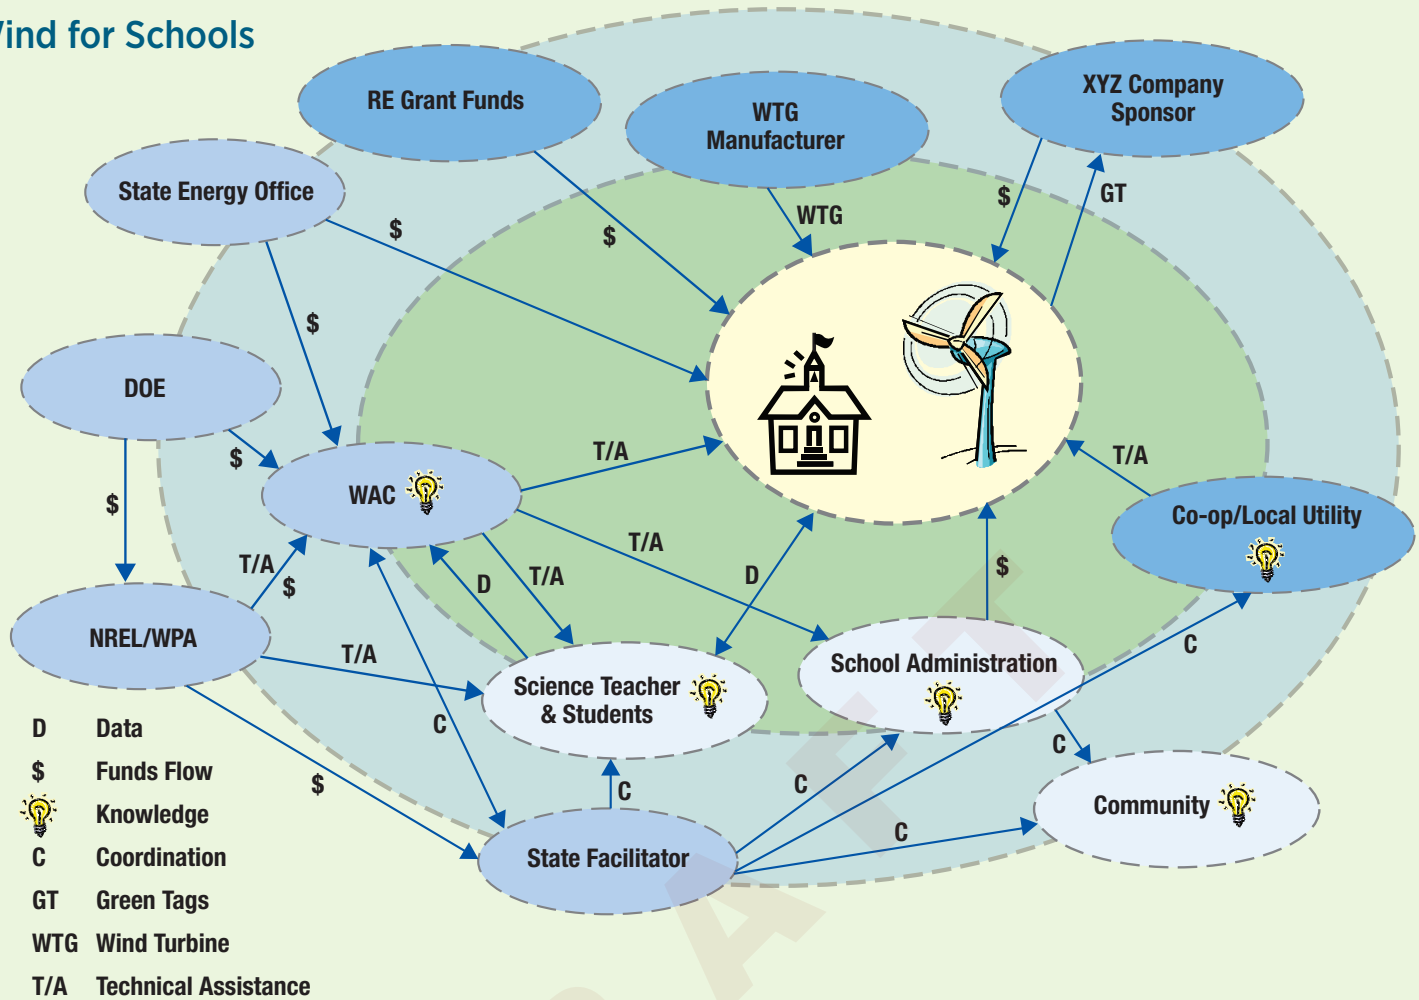 ind for Schools
RE Grant Funds
WTG
Manufacturer
XYZ Company
Sponsor
State Energy Office
$
$
WTG
$
GT
$
DOE
$
WAC
T/A
T/A
Co-op/Local Utility
$
T/A
$
T/A
D
T/A
D
$
NREL/WPA
T/A
Science Teacher
& Students
School Administration
C
C
C
$
C
C
C
Community
State Facilitator
D Data
$ Funds Flow
Knowledge
C Coordination
GT Green Tags
WTG Wind Turbine
T/A Technical Assistance